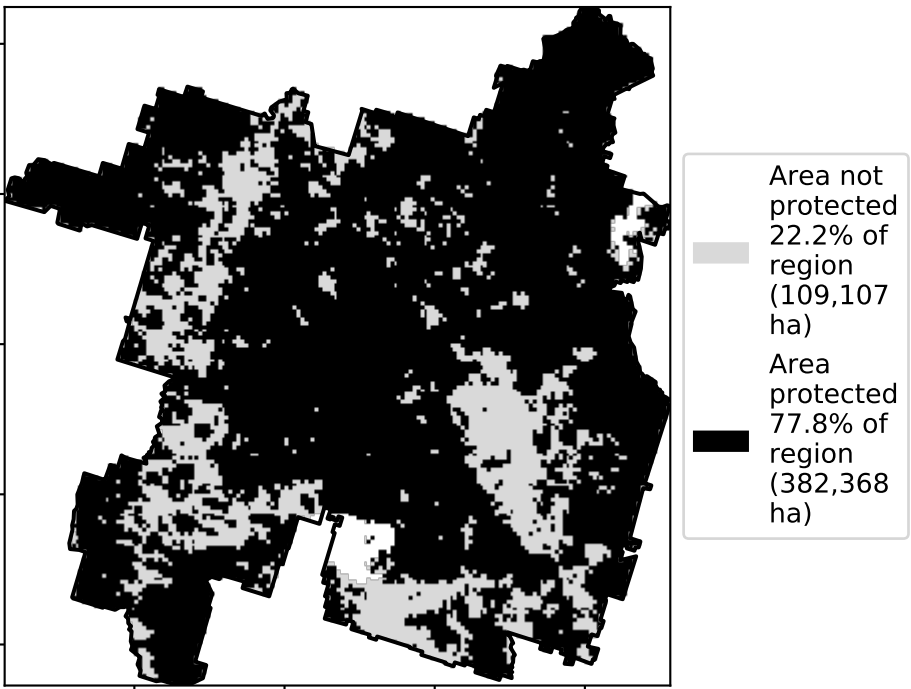 Area not
protected
22.2% of
region
(109,107
ha)
Area
protected
77.8% of
region
(382,368
ha)